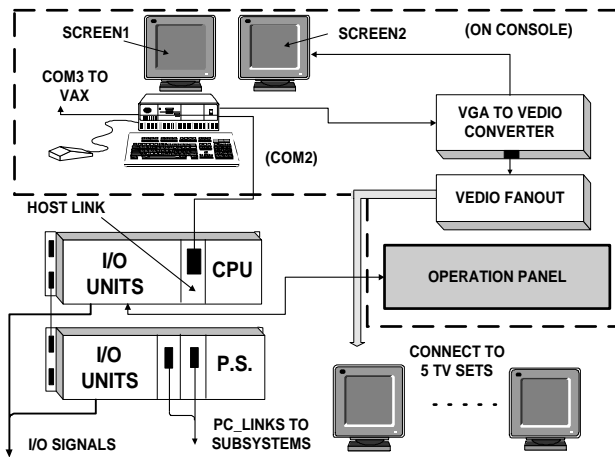 SCREEN1
SCREEN2
(ON CONSOLE)
COM3 TO
VAX
VGA TO VEDIO
CONVERTER
(COM2)
VEDIO FANOUT
HOST LINK
I/O
UNITS
CPU
OPERATION PANEL
I/O
UNITS
P.S.
CONNECT TO
5 TV SETS
I/O SIGNALS
PC_LINKS TO
SUBSYSTEMS